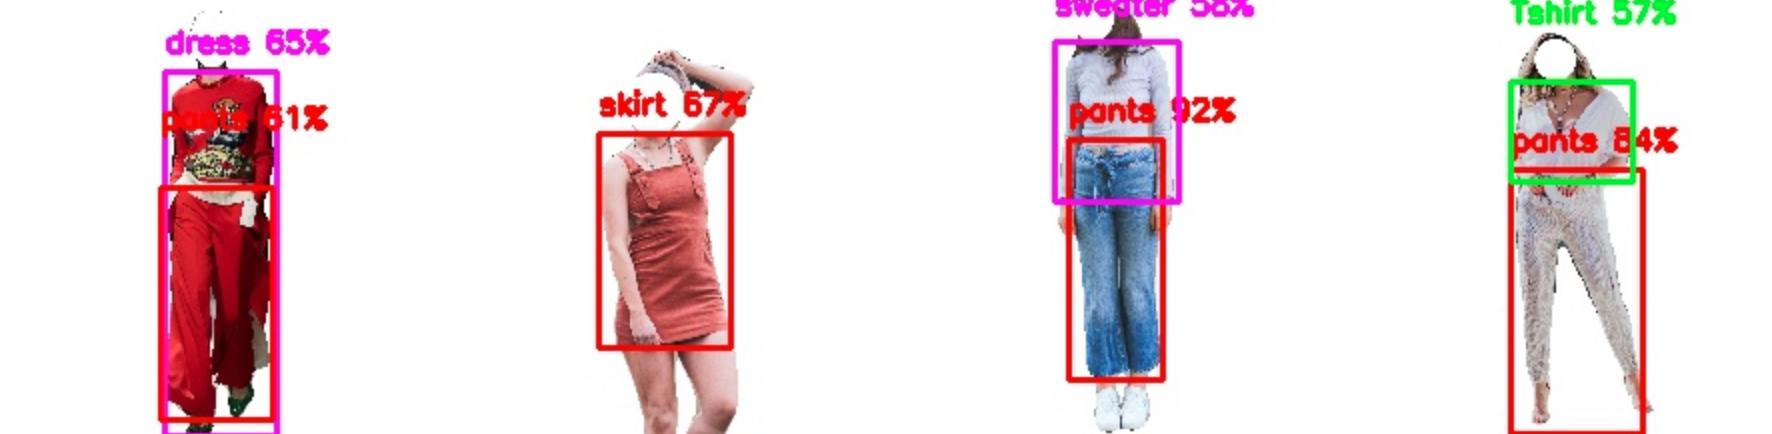 dress 65%
pants 61%
skirt 67%
sweater 58%
pants 92%
Tshirt 57%
pants 84%